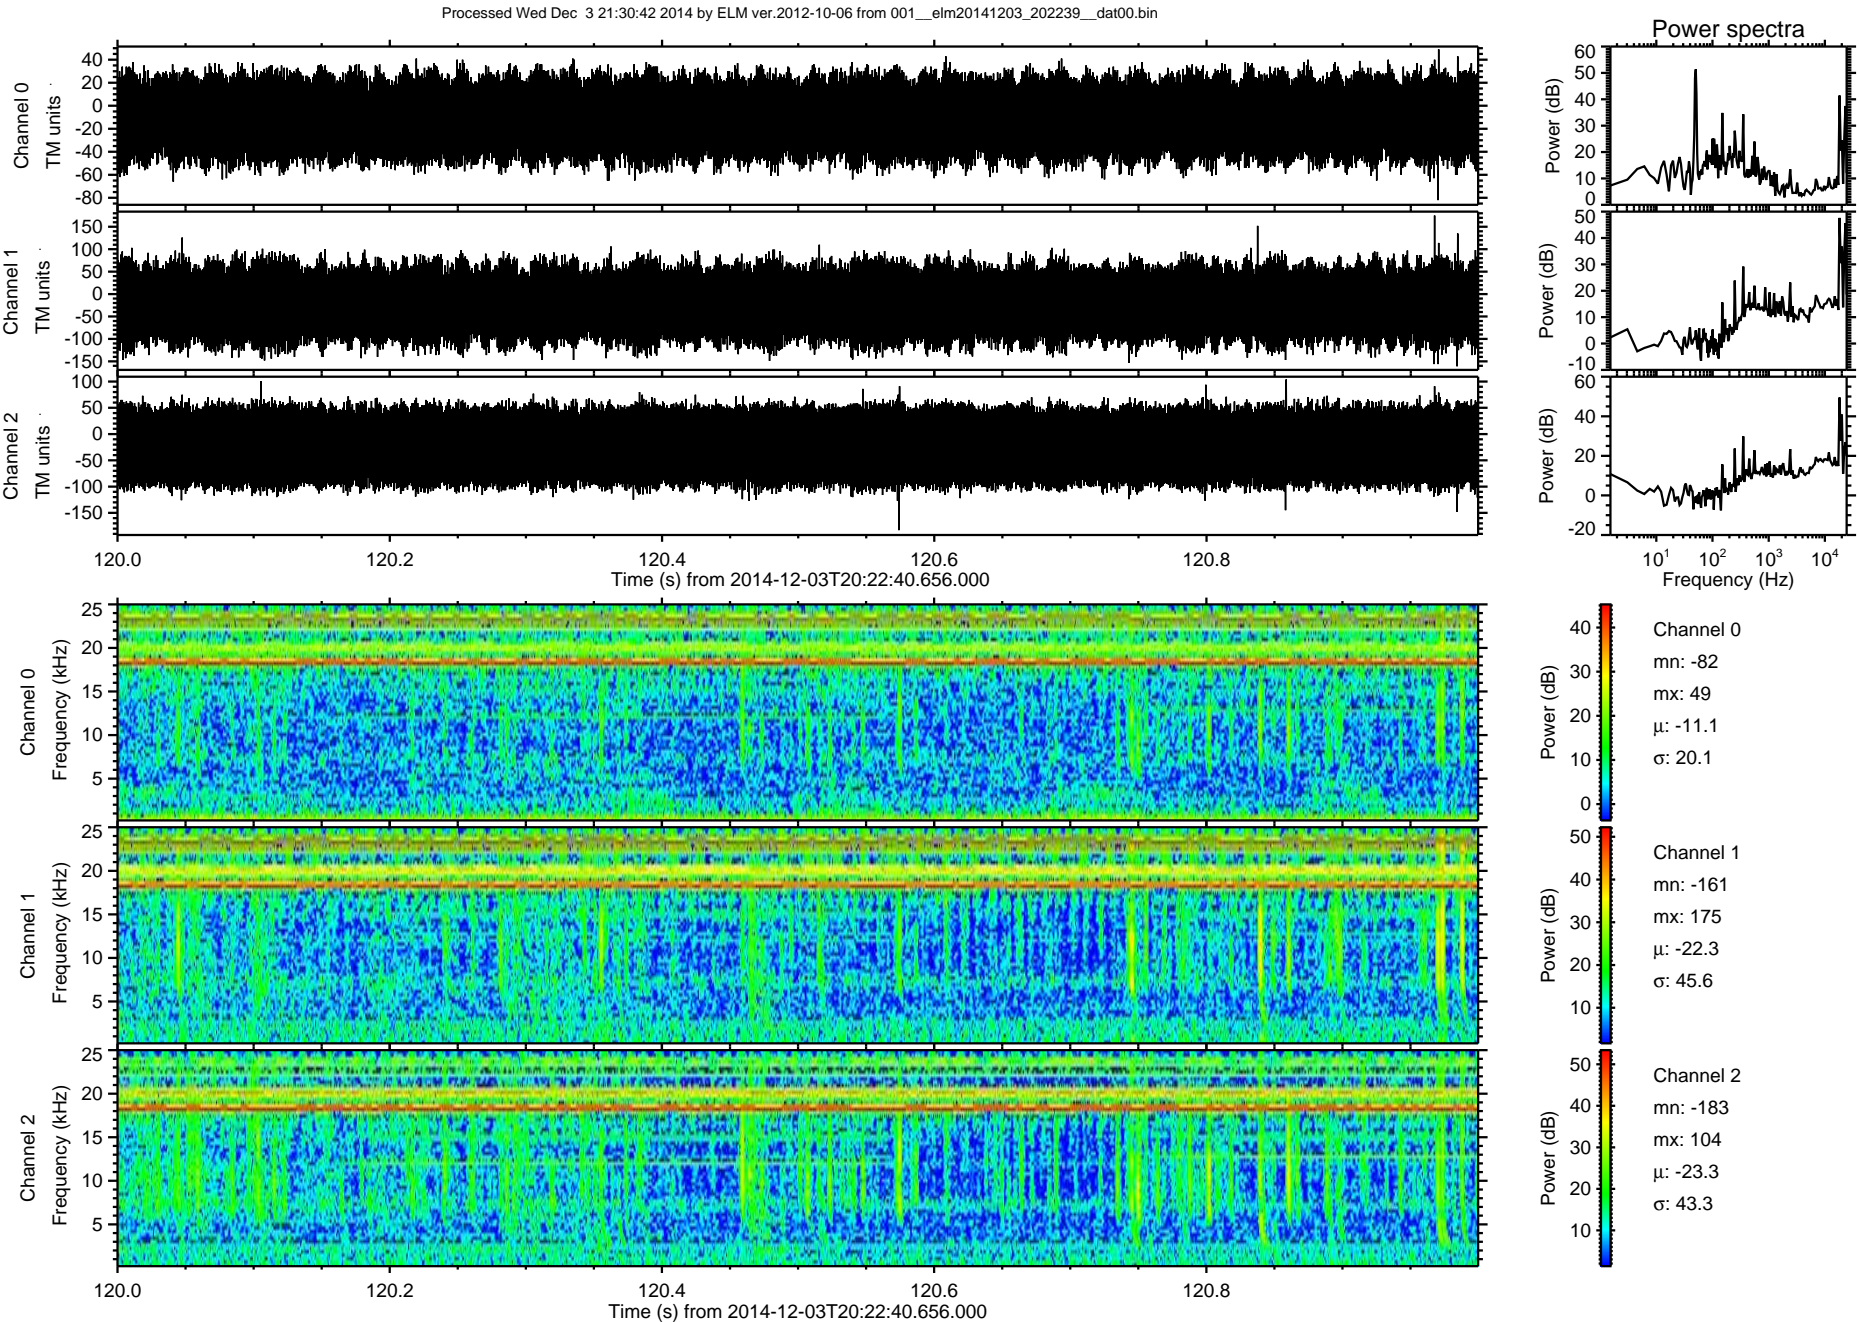 Processed Wed Dec 3 21:30:42 2014 by ELM ver.2012-10-06 from 001__elm20141203_202239__dat00.bin
Power spectra
Channel 0
TM units
40
20
0
-20
-40
-60
-80
Power (dB)
60
50
40
30
20
10
0
Channel 1
TM units
150
100
50
0
-50
-100
-150
Power (dB)
50
40
30
20
10
0
-10
Channel 2
TM units
100
50
0
-50
-100
-150
Power (dB)
60
40
20
0
-20
120.0 120.2 120.4 120.6 120.8
Time (s) from 2014-12-03T20:22:40.656.000
10^1 10^2 10^3 10^4
Frequency (Hz)
Channel 0
Frequency (kHz)
25
20
15
10
5
Power (dB)
40
30
20
10
0
Channel 0
mn: -82
mx: 49
μ: -11.1
σ: 20.1
Channel 1
Frequency (kHz)
25
20
15
10
5
Power (dB)
50
40
30
20
10
Channel 1
mn: -161
mx: 175
μ: -22.3
σ: 45.6
Channel 2
Frequency (kHz)
25
20
15
10
5
Power (dB)
50
40
30
20
10
Channel 2
mn: -183
mx: 104
μ: -23.3
σ: 43.3
120.0 120.2 120.4 120.6 120.8
Time (s) from 2014-12-03T20:22:40.656.000